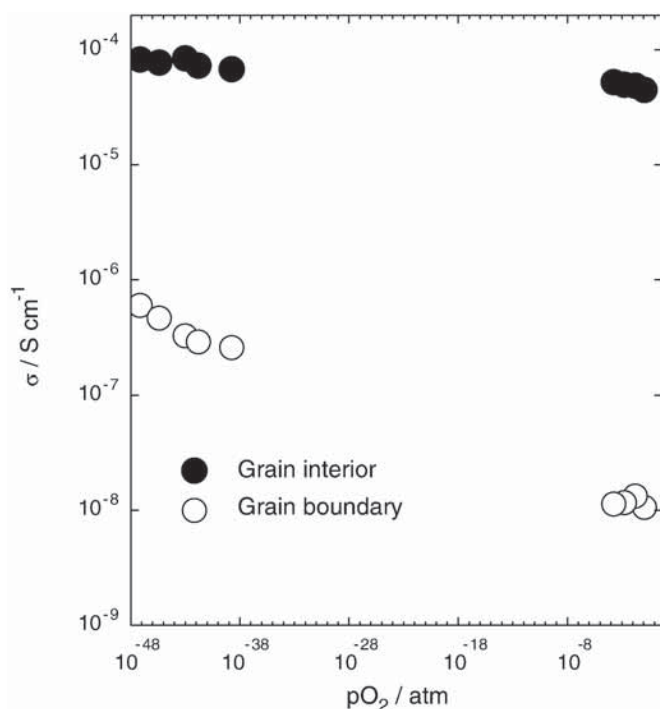 10⁻⁴
10⁻⁵
10⁻⁶
10⁻⁷
10⁻⁸
10⁻⁹
σ / S cm⁻¹
Grain interior
Grain boundary
10⁻⁴⁸ 10⁻³⁸ 10⁻²⁸ 10⁻¹⁸ 10⁻⁸
pO₂ / atm